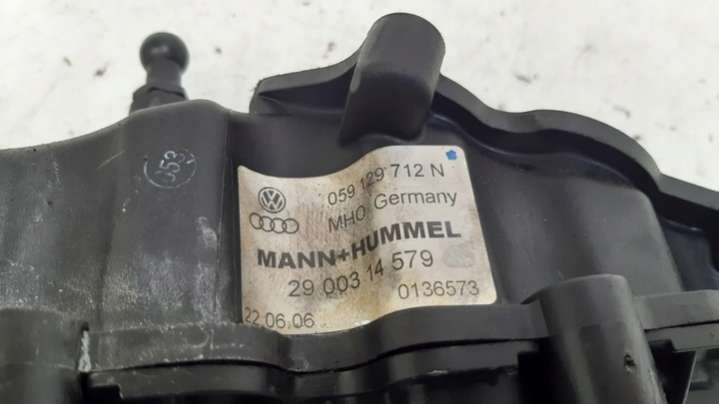 059 129 712 N
MHO Germany
MANN+HUMMEL
29 003 14 579
0136573
22.06.06